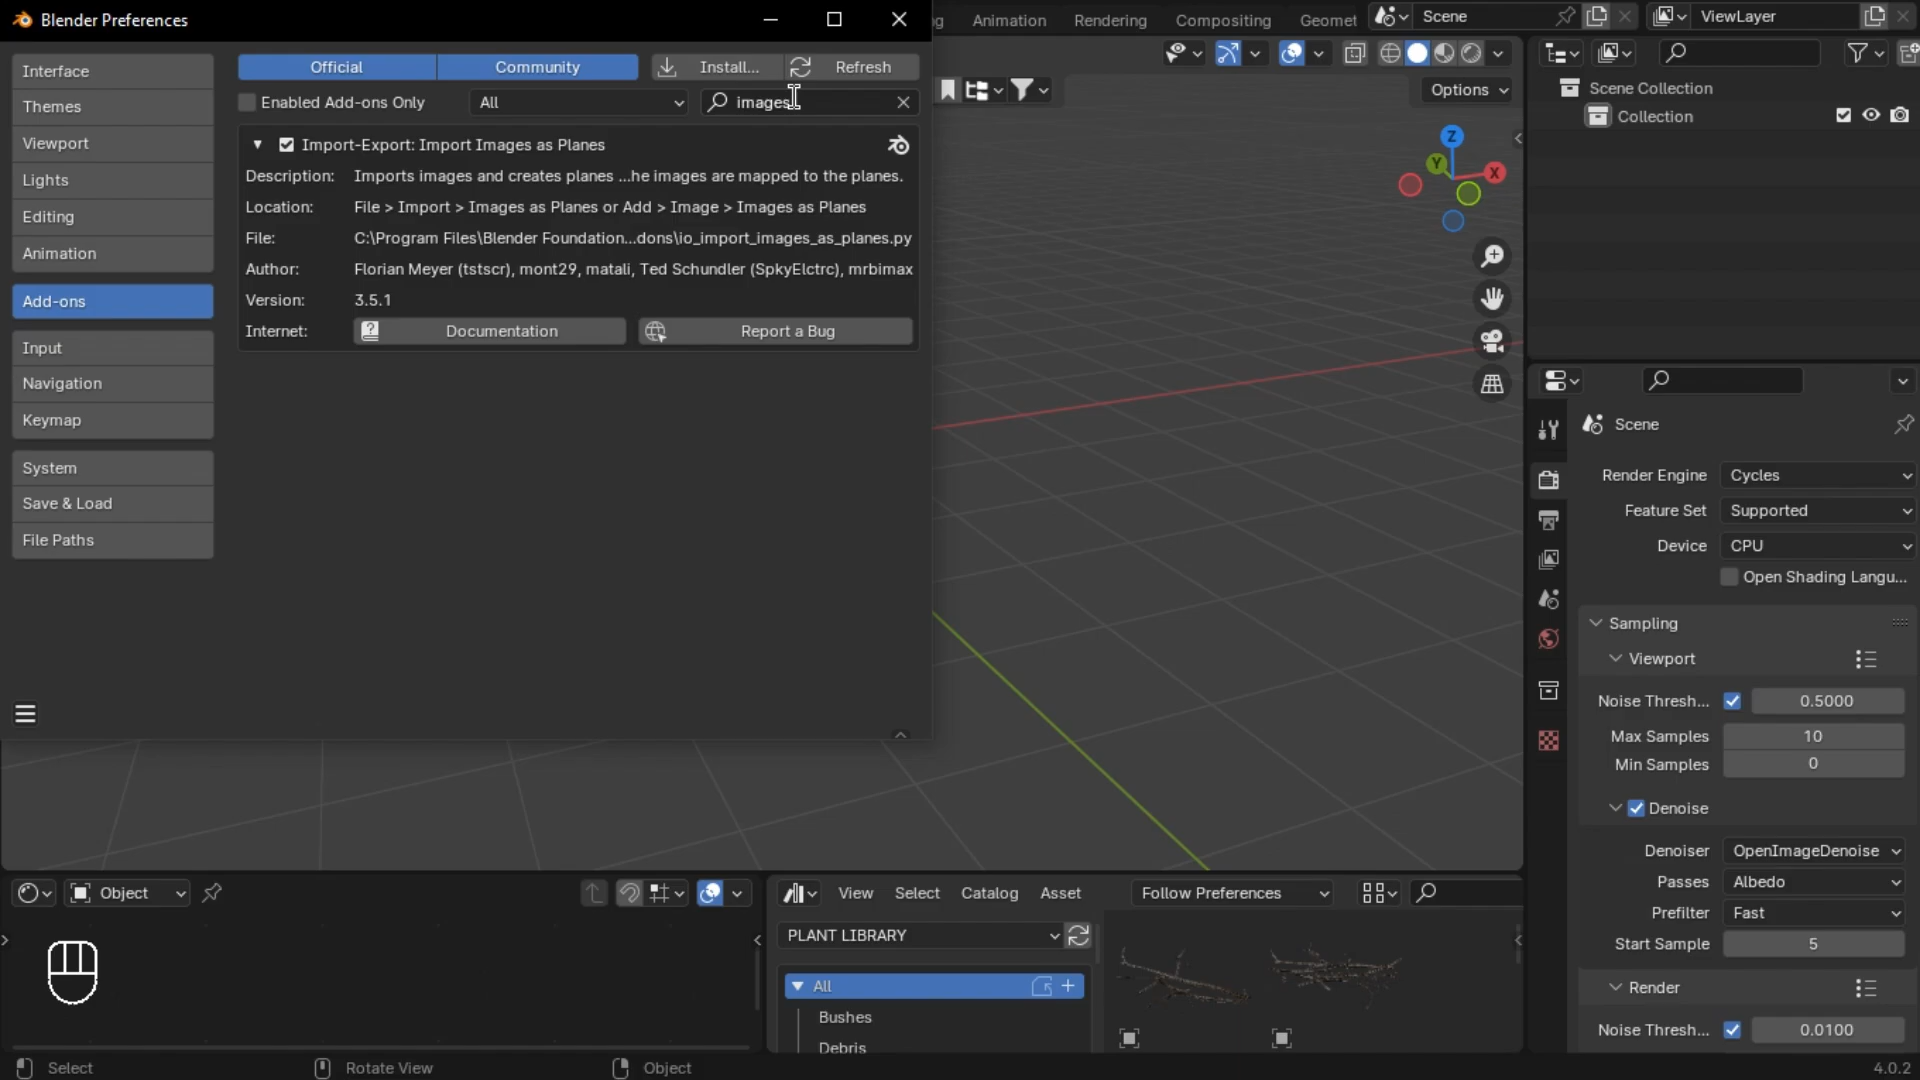 Blender Preferences
Interface
Themes
Viewport
Lights
Editing
Animation
Add-ons
Input
Navigation
Keymap
System
Save & Load
File Paths
Official Community Install... Refresh
Enabled Add-ons Only All images
Import-Export: Import Images as Planes
Description: Imports images and creates planes ...he images are mapped to the planes.
Location: File > Import > Images as Planes or Add > Image > Images as Planes
File: C:\Program Files\Blender Foundation...dons\io_import_images_as_planes.py
Author: Florian Meyer (tstscr), mont29, matali, Ted Schundler (SpkyElctrc), mrbimax
Version: 3.5.1
Internet: Documentation Report a Bug
Animation Rendering Compositing Geomet Scene ViewLayer
Options
Z
Y
X
Scene Collection
Collection
Scene
Render Engine Cycles
Feature Set Supported
Device CPU
Open Shading Langu...
Sampling
Viewport
Noise Thresh... 0.5000
Max Samples 10
Min Samples 0
Denoise
Denoiser OpenImageDenoise
Passes Albedo
Prefilter Fast
Start Sample 5
Render
Noise Thresh... 0.0100
Object
View Select Catalog Asset Follow Preferences
PLANT LIBRARY
All
Bushes
Debris
Select Rotate View Object 4.0.2